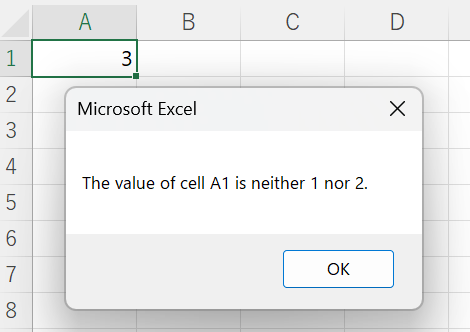 A B C D
1 3
2
Microsoft Excel
3
4
The value of cell A1 is neither 1 nor 2.
5
6
7
OK
8